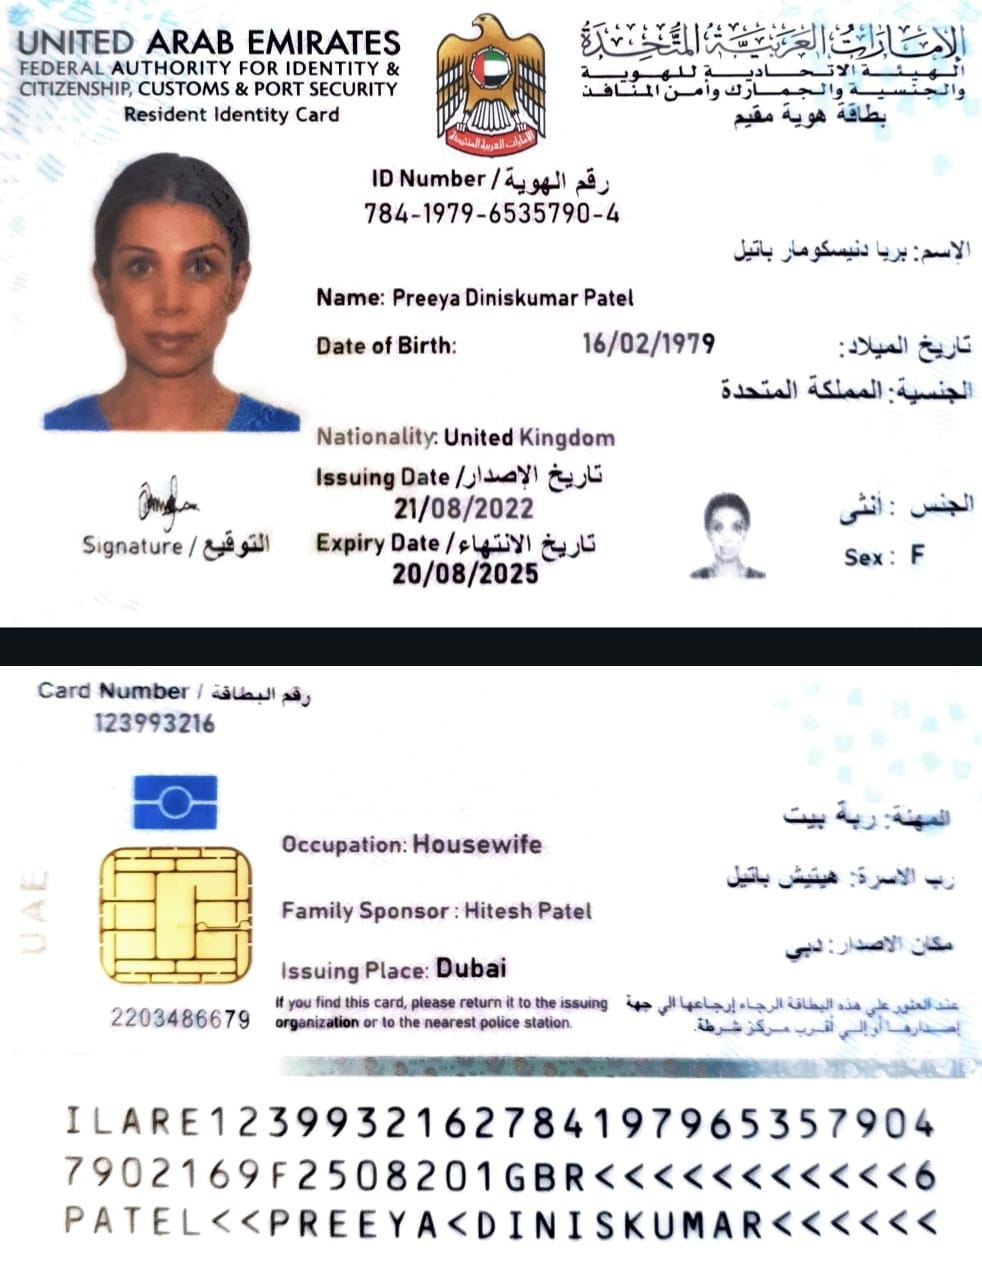 UNITED ARAB EMIRATES
FEDERAL AUTHORITY FOR IDENTITY &
CITIZENSHIP, CUSTOMS & PORT SECURITY
Resident Identity Card
الإمارات العربية المتحدة
الهيئة الاتحادية للهوية
والجنسية والجمارك وأمن المنافذ
بطاقة هوية مقيم
الإمارات العربية المتحدة
ID Number / رقم الهوية
784-1979-6535790-4
الإسم: بريا دنيسكومار باتيل
Name: Preeya Diniskumar Patel
Date of Birth: 16/02/1979 تاريخ الميلاد:
الجنسية: المملكة المتحدة
Nationality: United Kingdom
Issuing Date / تاريخ الإصدار
21/08/2022
Expiry Date / تاريخ الانتهاء
20/08/2025
الجنس : أنثى
Sex : F
Signature / التوقيع
Card Number / رقم البطاقة
123993216
المهنة: ربة بيت
Occupation: Housewife
رب الأسرة: هيتيش باتيل
Family Sponsor : Hitesh Patel
مكان الاصدار: دبي
Issuing Place: Dubai
UAE
2203486679
If you find this card, please return it to the issuing
organization or to the nearest police station.
عند العثور على هذه البطاقة الرجاء إرجاعها الى جهة
إصدارها أو إلى أقرب مركز شرطة.
ILARE1239932162784197965357904
7902169F2508201GBR<<<<<<<<<<<6
PATEL<<PREEYA<DINISKUMAR<<<<<<